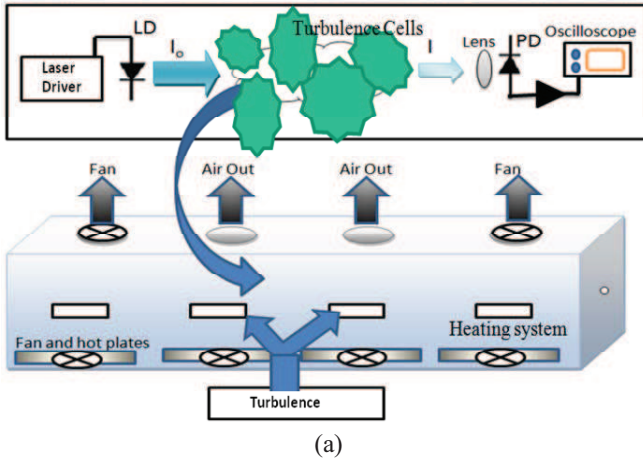 LD
Laser
Driver
Iₒ
Turbulence Cells
I
Lens
PD
Oscilloscope
Fan
Air Out
Air Out
Fan
Heating system
Fan and hot plates
Turbulence
(a)